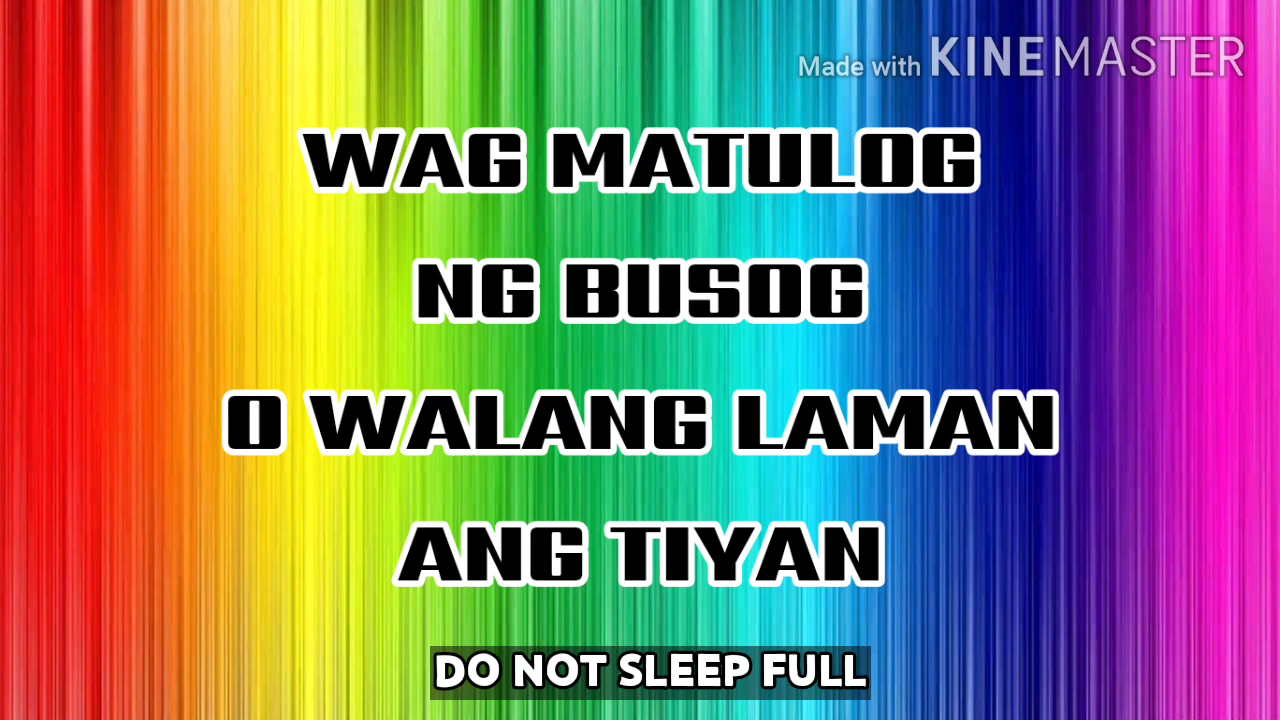 Made with KINEMASTER
WAG MATULOG
NG BUSOG
O WALANG LAMAN
ANG TIYAN
DO NOT SLEEP FULL